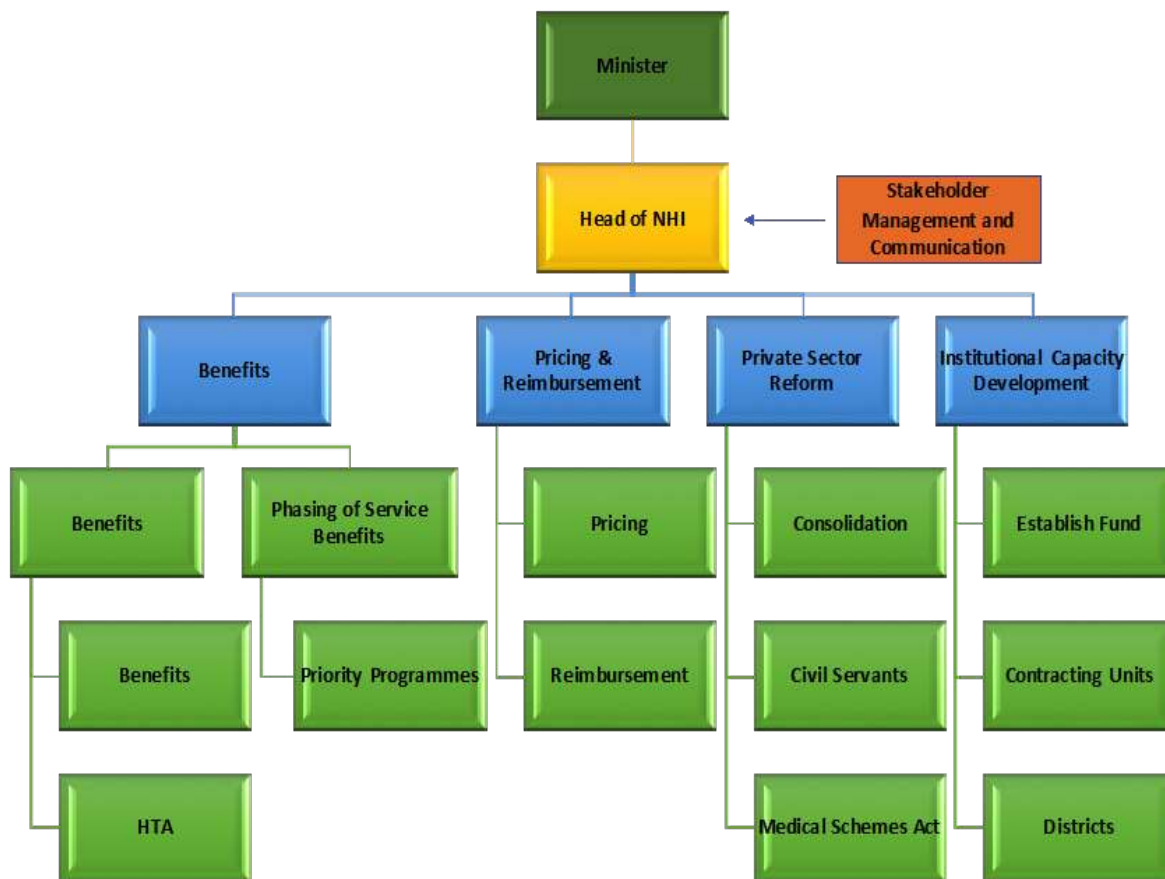 Minister
Head of NHI
Stakeholder
Management and
Communication
Benefits
Pricing &
Reimbursement
Private Sector
Reform
Institutional Capacity
Development
Benefits
Phasing of Service
Benefits
Pricing
Consolidation
Establish Fund
Benefits
Priority Programmes
Reimbursement
Civil Servants
Contracting Units
HTA
Medical Schemes Act
Districts